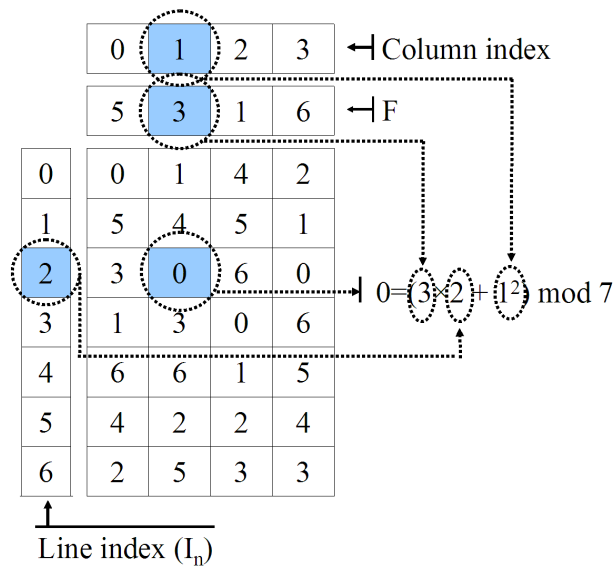 0 1 2 3 Column index
5 3 1 6 F
0 0 1 4 2
1 5 4 5 1
2 3 0 6 0 0=(3×2 + 1²) mod 7
3 1 3 0 6
4 6 6 1 5
5 4 2 2 4
6 2 5 3 3
Line index (Iₙ)